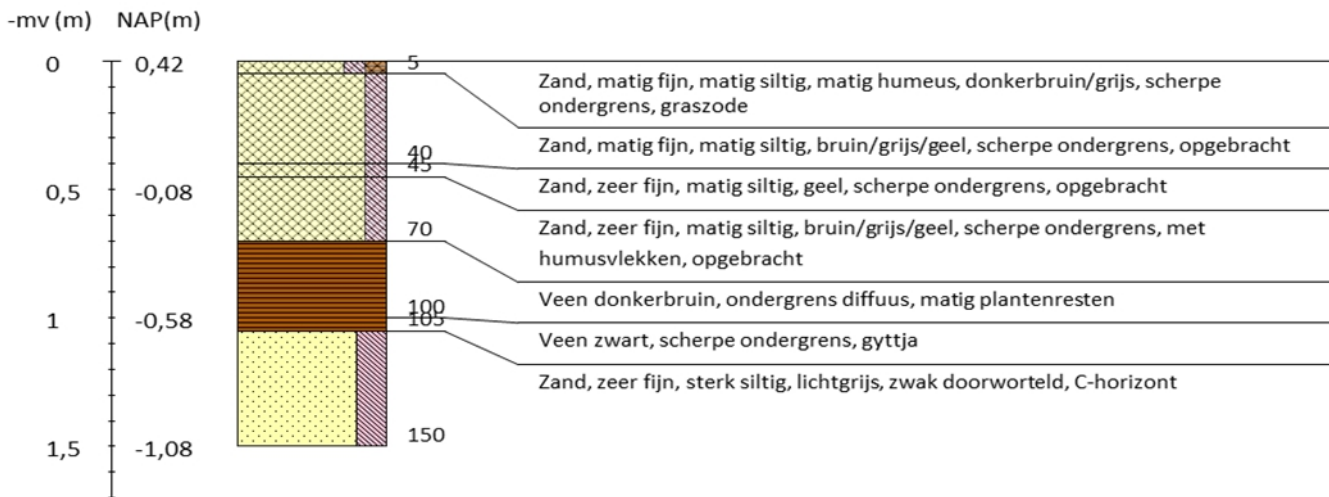 -mv (m) NAP(m)
0 0,42 5
Zand, matig fijn, matig siltig, matig humeus, donkerbruin/grijs, scherpe
ondergrens, graszode
40
Zand, matig fijn, matig siltig, bruin/grijs/geel, scherpe ondergrens, opgebracht
45
0,5 -0,08
Zand, zeer fijn, matig siltig, geel, scherpe ondergrens, opgebracht
70
Zand, zeer fijn, matig siltig, bruin/grijs/geel, scherpe ondergrens, met
humusvlekken, opgebracht
100
Veen donkerbruin, ondergrens diffuus, matig plantenresten
1 -0,58 105
Veen zwart, scherpe ondergrens, gyttja
Zand, zeer fijn, sterk siltig, lichtgrijs, zwak doorworteld, C-horizont
150
1,5 -1,08